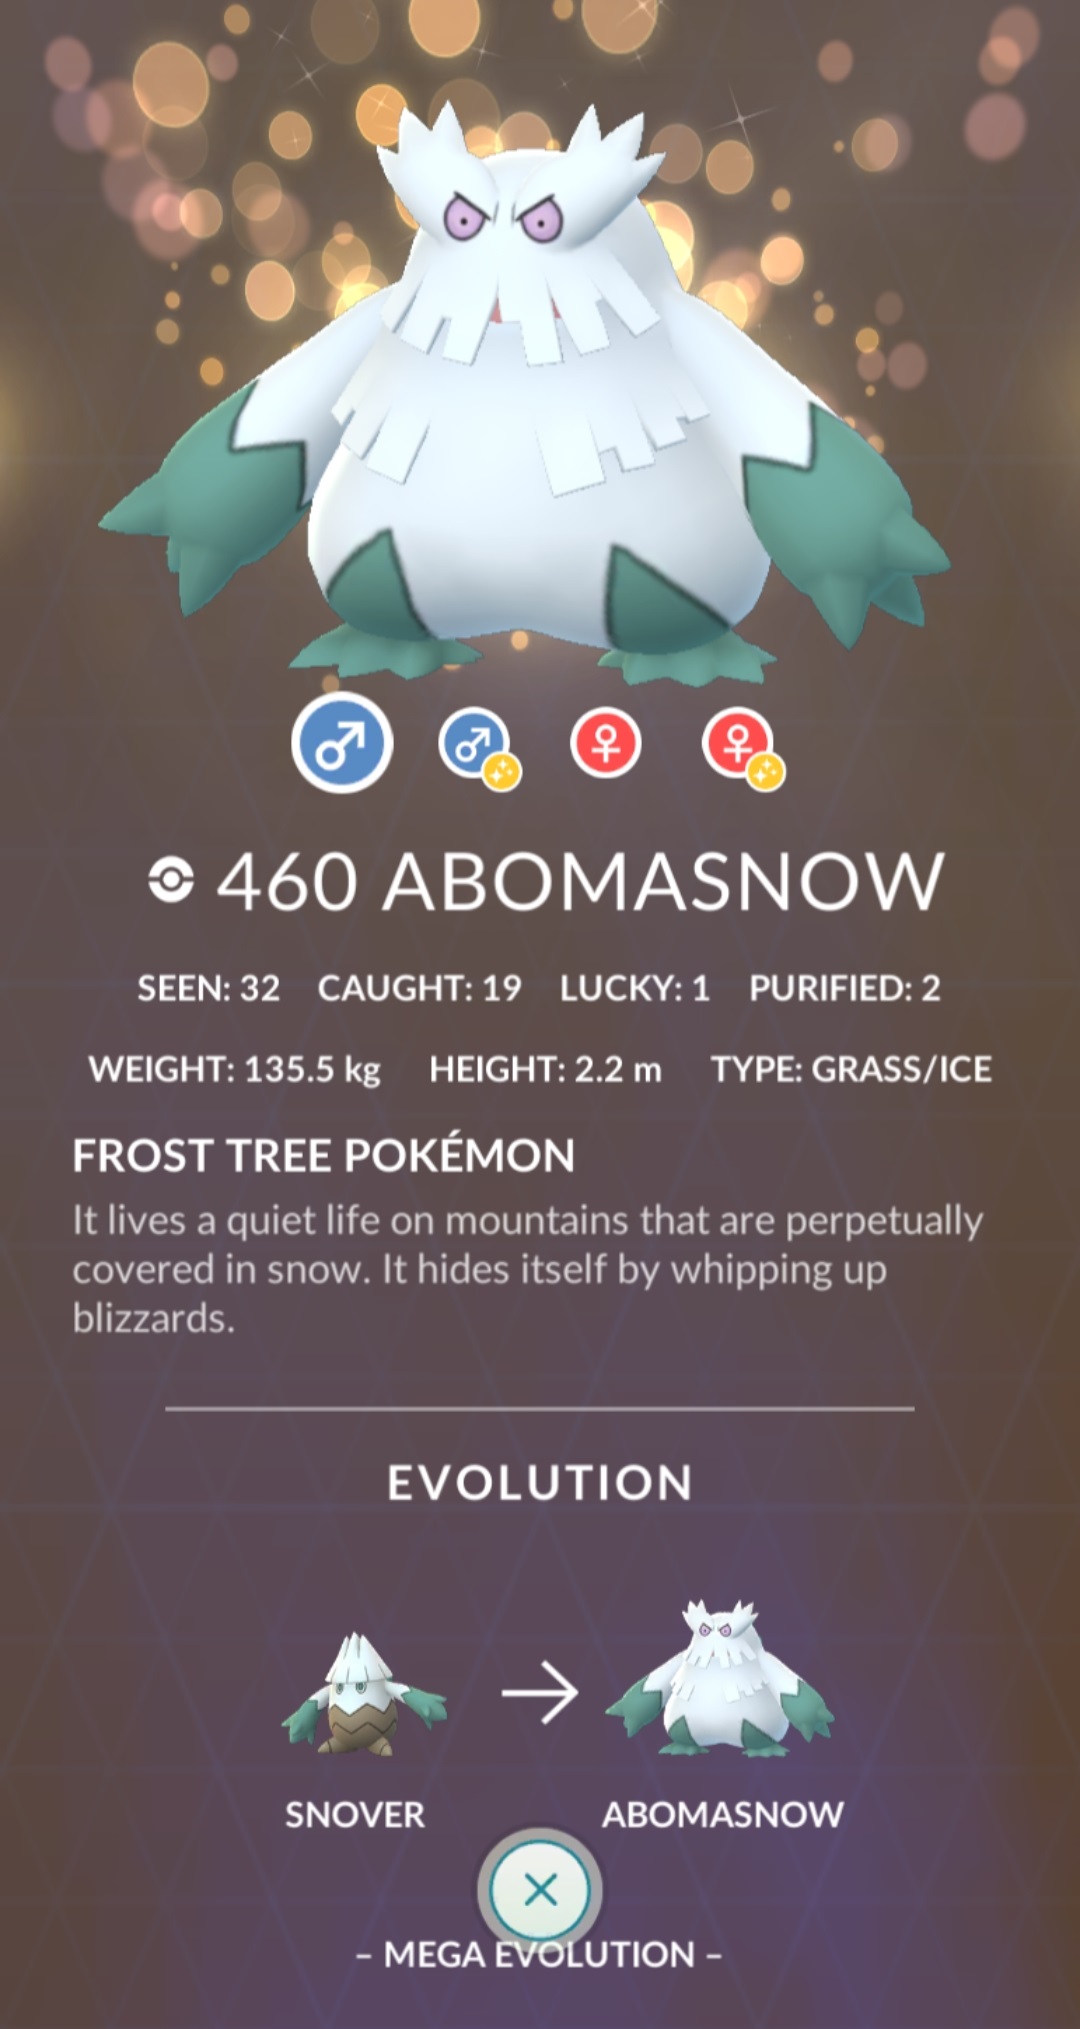 460 ABOMASNOW
SEEN: 32 CAUGHT: 19 LUCKY: 1 PURIFIED: 2
WEIGHT: 135.5 kg HEIGHT: 2.2 m TYPE: GRASS/ICE
FROST TREE POKÉMON
It lives a quiet life on mountains that are perpetually
covered in snow. It hides itself by whipping up
blizzards.
EVOLUTION
SNOVER ABOMASNOW
– MEGA EVOLUTION –